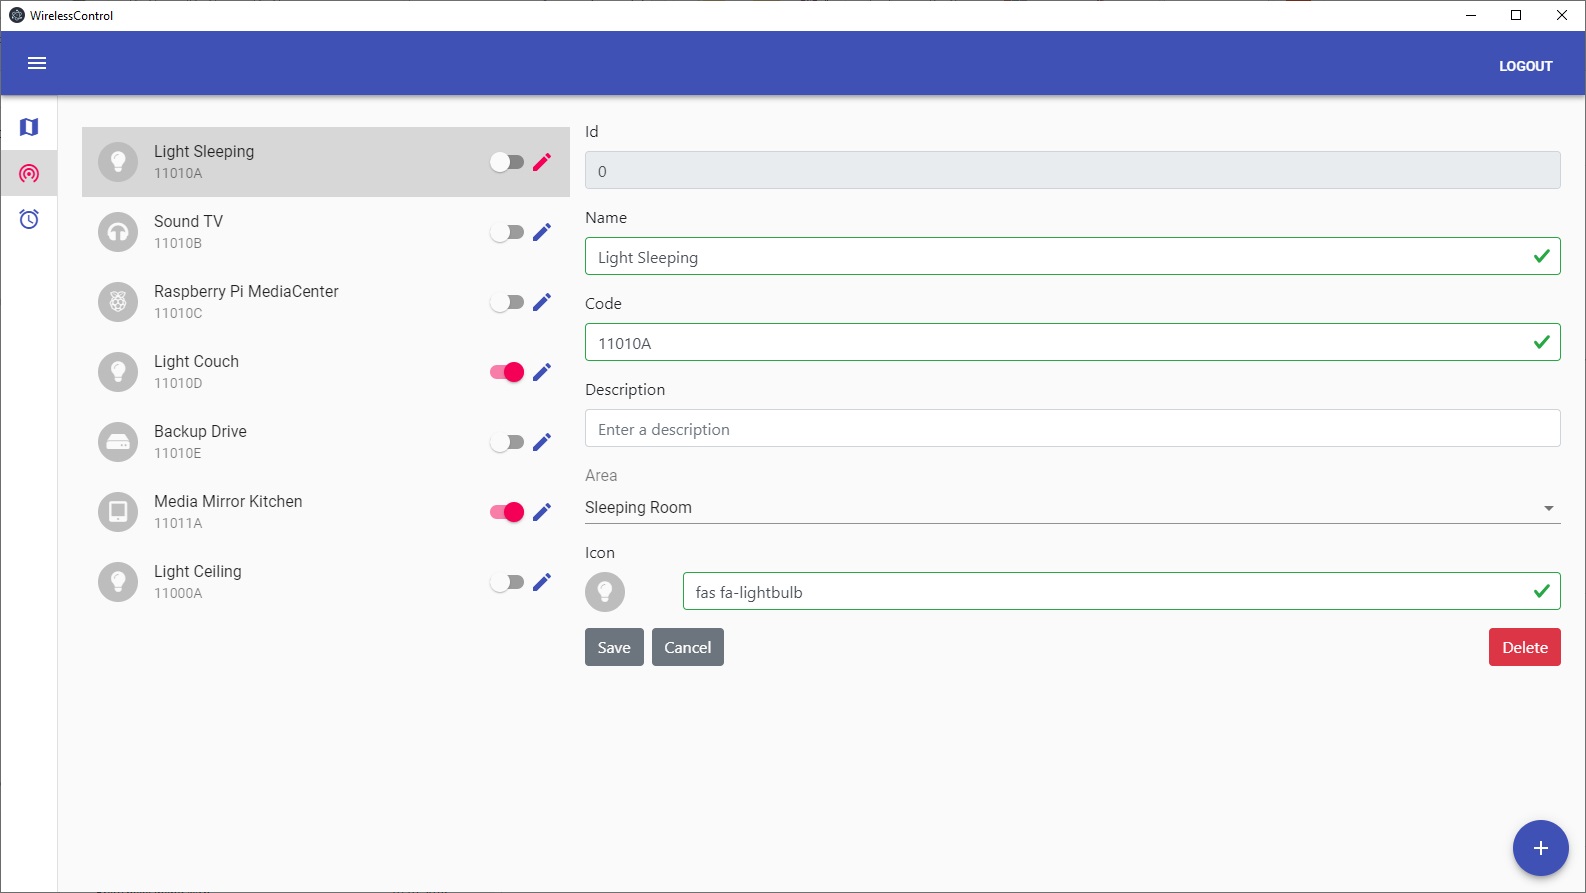 WirelessControl
LOGOUT
Light Sleeping
11010A
Sound TV
11010B
Raspberry Pi MediaCenter
11010C
Light Couch
11010D
Backup Drive
11010E
Media Mirror Kitchen
11011A
Light Ceiling
11000A
Id
0
Name
Light Sleeping
Code
11010A
Description
Enter a description
Area
Sleeping Room
Icon
fas fa-lightbulb
Save Cancel Delete